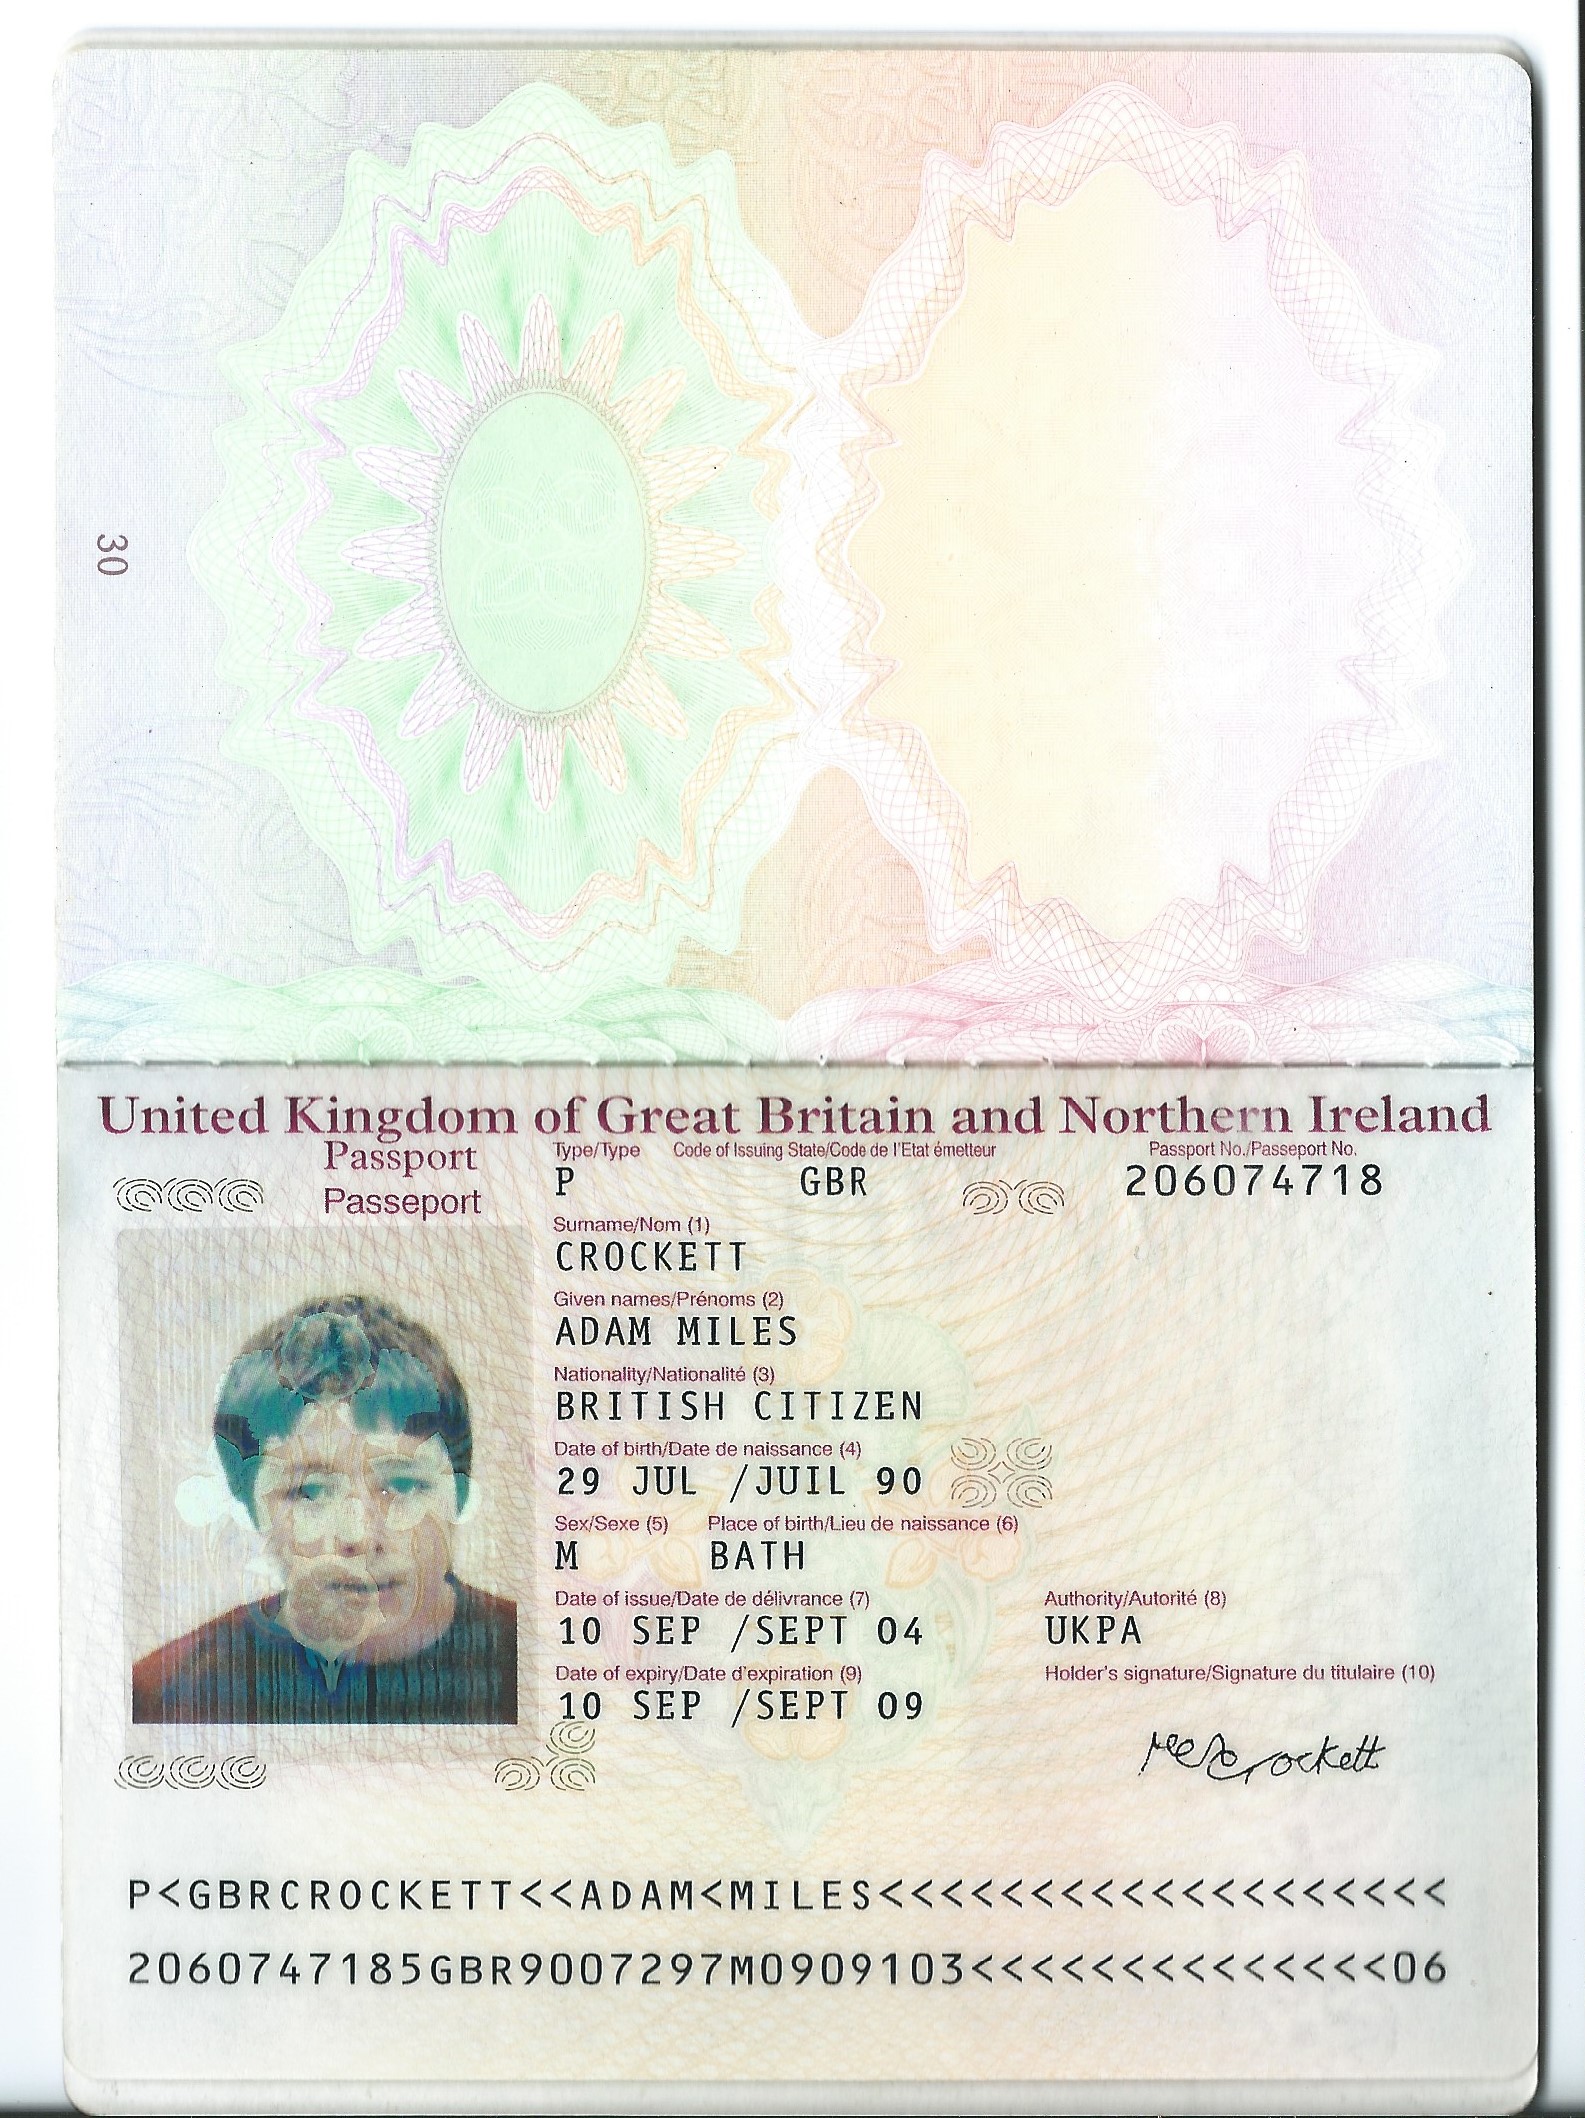 30
United Kingdom of Great Britain and Northern Ireland
Passport
Passeport
Type/Type Code of Issuing State/Code de l'Etat émetteur Passport No./Passeport No.
P GBR 206074718
Surname/Nom (1)
CROCKETT
Given names/Prénoms (2)
ADAM MILES
Nationality/Nationalité (3)
BRITISH CITIZEN
Date of birth/Date de naissance (4)
29 JUL /JUIL 90
Sex/Sexe (5) Place of birth/Lieu de naissance (6)
M BATH
Date of issue/Date de délivrance (7) Authority/Autorité (8)
10 SEP /SEPT 04 UKPA
Date of expiry/Date d'expiration (9) Holder's signature/Signature du titulaire (10)
10 SEP /SEPT 09
Crockett
P<GBRCROCKETT<<ADAM<MILES<<<<<<<<<<<<<<<<<<<
2060747185GBR9007297M0909103<<<<<<<<<<<<<<06